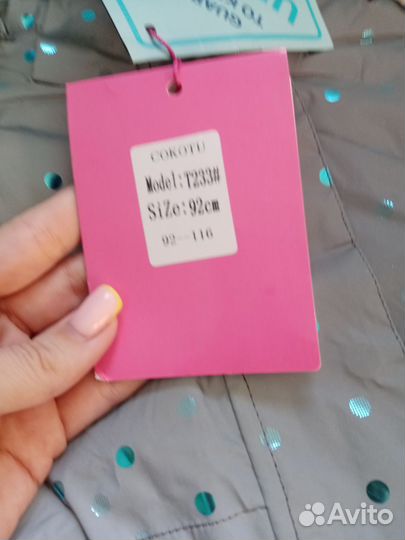 COKOTU
Model:T233#
SiZe:92cm
92--116
Avito